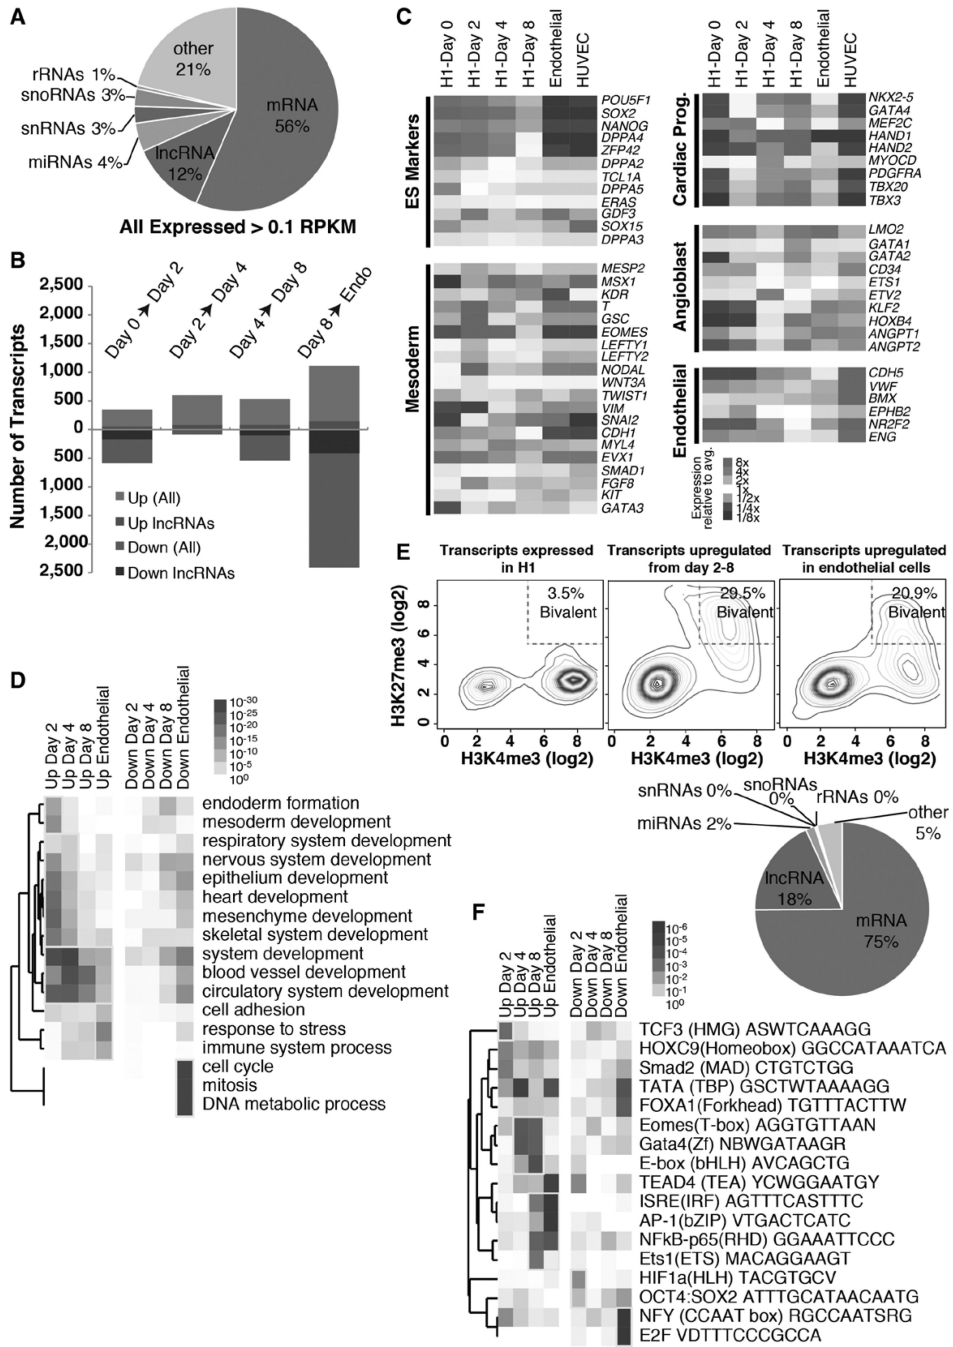 A
other
21%
rRNAs 1%
snoRNAs 3%
snRNAs 3%
miRNAs 4%
lncRNA
12%
mRNA
56%
All Expressed > 0.1 RPKM
B
Day 0 → Day 2
Day 2 → Day 4
Day 4 → Day 8
Day 8 → Endo
Number of Transcripts
2,500
2,000
1,500
1,000
500
0
500
1,000
1,500
2,000
2,500
Up (All)
Up lncRNAs
Down (All)
Down lncRNAs
C
H1-Day 0
H1-Day 2
H1-Day 4
H1-Day 8
Endothelial
HUVEC
ES Markers
POU5F1
SOX2
NANOG
DPPA4
ZFP42
DPPA2
TCL1A
DPPA5
ERAS
GDF3
SOX15
DPPA3
Mesoderm
MESP2
MSX1
KDR
T
GSC
EOMES
LEFTY1
LEFTY2
NODAL
WNT3A
TWIST1
VIM
SNAI2
CDH1
MYL4
EVX1
SMAD1
FGF8
KIT
GATA3
H1-Day 0
H1-Day 2
H1-Day 4
H1-Day 8
Endothelial
HUVEC
Cardiac Prog.
NKX2-5
GATA4
MEF2C
HAND1
HAND2
MYOCD
PDGFRA
TBX20
TBX3
Angioblast
LMO2
GATA1
GATA2
CD34
ETS1
ETV2
KLF2
HOXB4
ANGPT1
ANGPT2
Endothelial
CDH5
VWF
BMX
EPHB2
NR2F2
ENG
Expression
relative to avg.
8x
4x
2x
1x
1/2x
1/4x
1/8x
D
Up Day 2
Up Day 4
Up Day 8
Up Endothelial
Down Day 2
Down Day 4
Down Day 8
Down Endothelial
10-30
10-25
10-20
10-15
10-10
10-5
100
endoderm formation
mesoderm development
respiratory system development
nervous system development
epithelium development
heart development
mesenchyme development
skeletal system development
system development
blood vessel development
circulatory system development
cell adhesion
response to stress
immune system process
cell cycle
mitosis
DNA metabolic process
E
Transcripts expressed
in H1
Transcripts upregulated
from day 2-8
Transcripts upregulated
in endothelial cells
H3K27me3 (log2)
8
6
4
2
0
3.5%
Bivalent
29.5%
Bivalent
20.9%
Bivalent
0 2 4 6 8
0 2 4 6 8
0 2 4 6 8
H3K4me3 (log2)
H3K4me3 (log2)
H3K4me3 (log2)
snRNAs 0%
snoRNAs
0%
rRNAs 0%
miRNAs 2%
other
5%
lncRNA
18%
mRNA
75%
F
Up Day 2
Up Day 4
Up Day 8
Up Endothelial
Down Day 2
Down Day 4
Down Day 8
Down Endothelial
10-6
10-5
10-4
10-3
10-2
10-1
100
TCF3 (HMG) ASWTCAAAGG
HOXC9(Homeobox) GGCCATAAATCA
Smad2 (MAD) CTGTCTGG
TATA (TBP) GSCTWTAAAAGG
FOXA1(Forkhead) TGTTTACTTW
Eomes(T-box) AGGTGTTAAN
Gata4(Zf) NBWGATAAGR
E-box (bHLH) AVCAGCTG
TEAD4 (TEA) YCWGGAATGY
ISRE(IRF) AGTTTCASTTTC
AP-1(bZIP) VTGACTCATC
NFkB-p65(RHD) GGAAATTCCC
Ets1(ETS) MACAGGAAGT
HIF1a(HLH) TACGTGCV
OCT4:SOX2 ATTTGCATAACAATG
NFY (CCAAT box) RGCCAATSRG
E2F VDTTTCCCGCCA